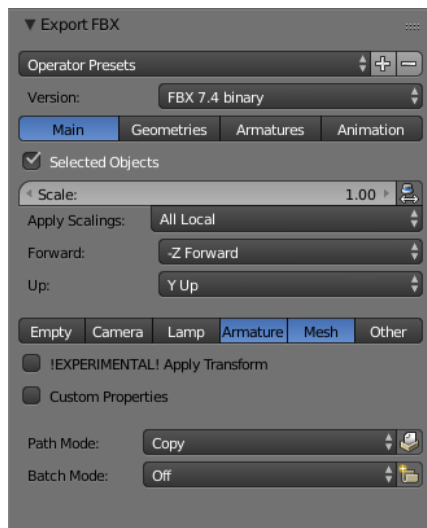 Export FBX
Operator Presets
Version: FBX 7.4 binary
Main Geometries Armatures Animation
Selected Objects
Scale: 1.00
Apply Scalings: All Local
Forward: -Z Forward
Up: Y Up
Empty Camera Lamp Armature Mesh Other
!EXPERIMENTAL! Apply Transform
Custom Properties
Path Mode: Copy
Batch Mode: Off